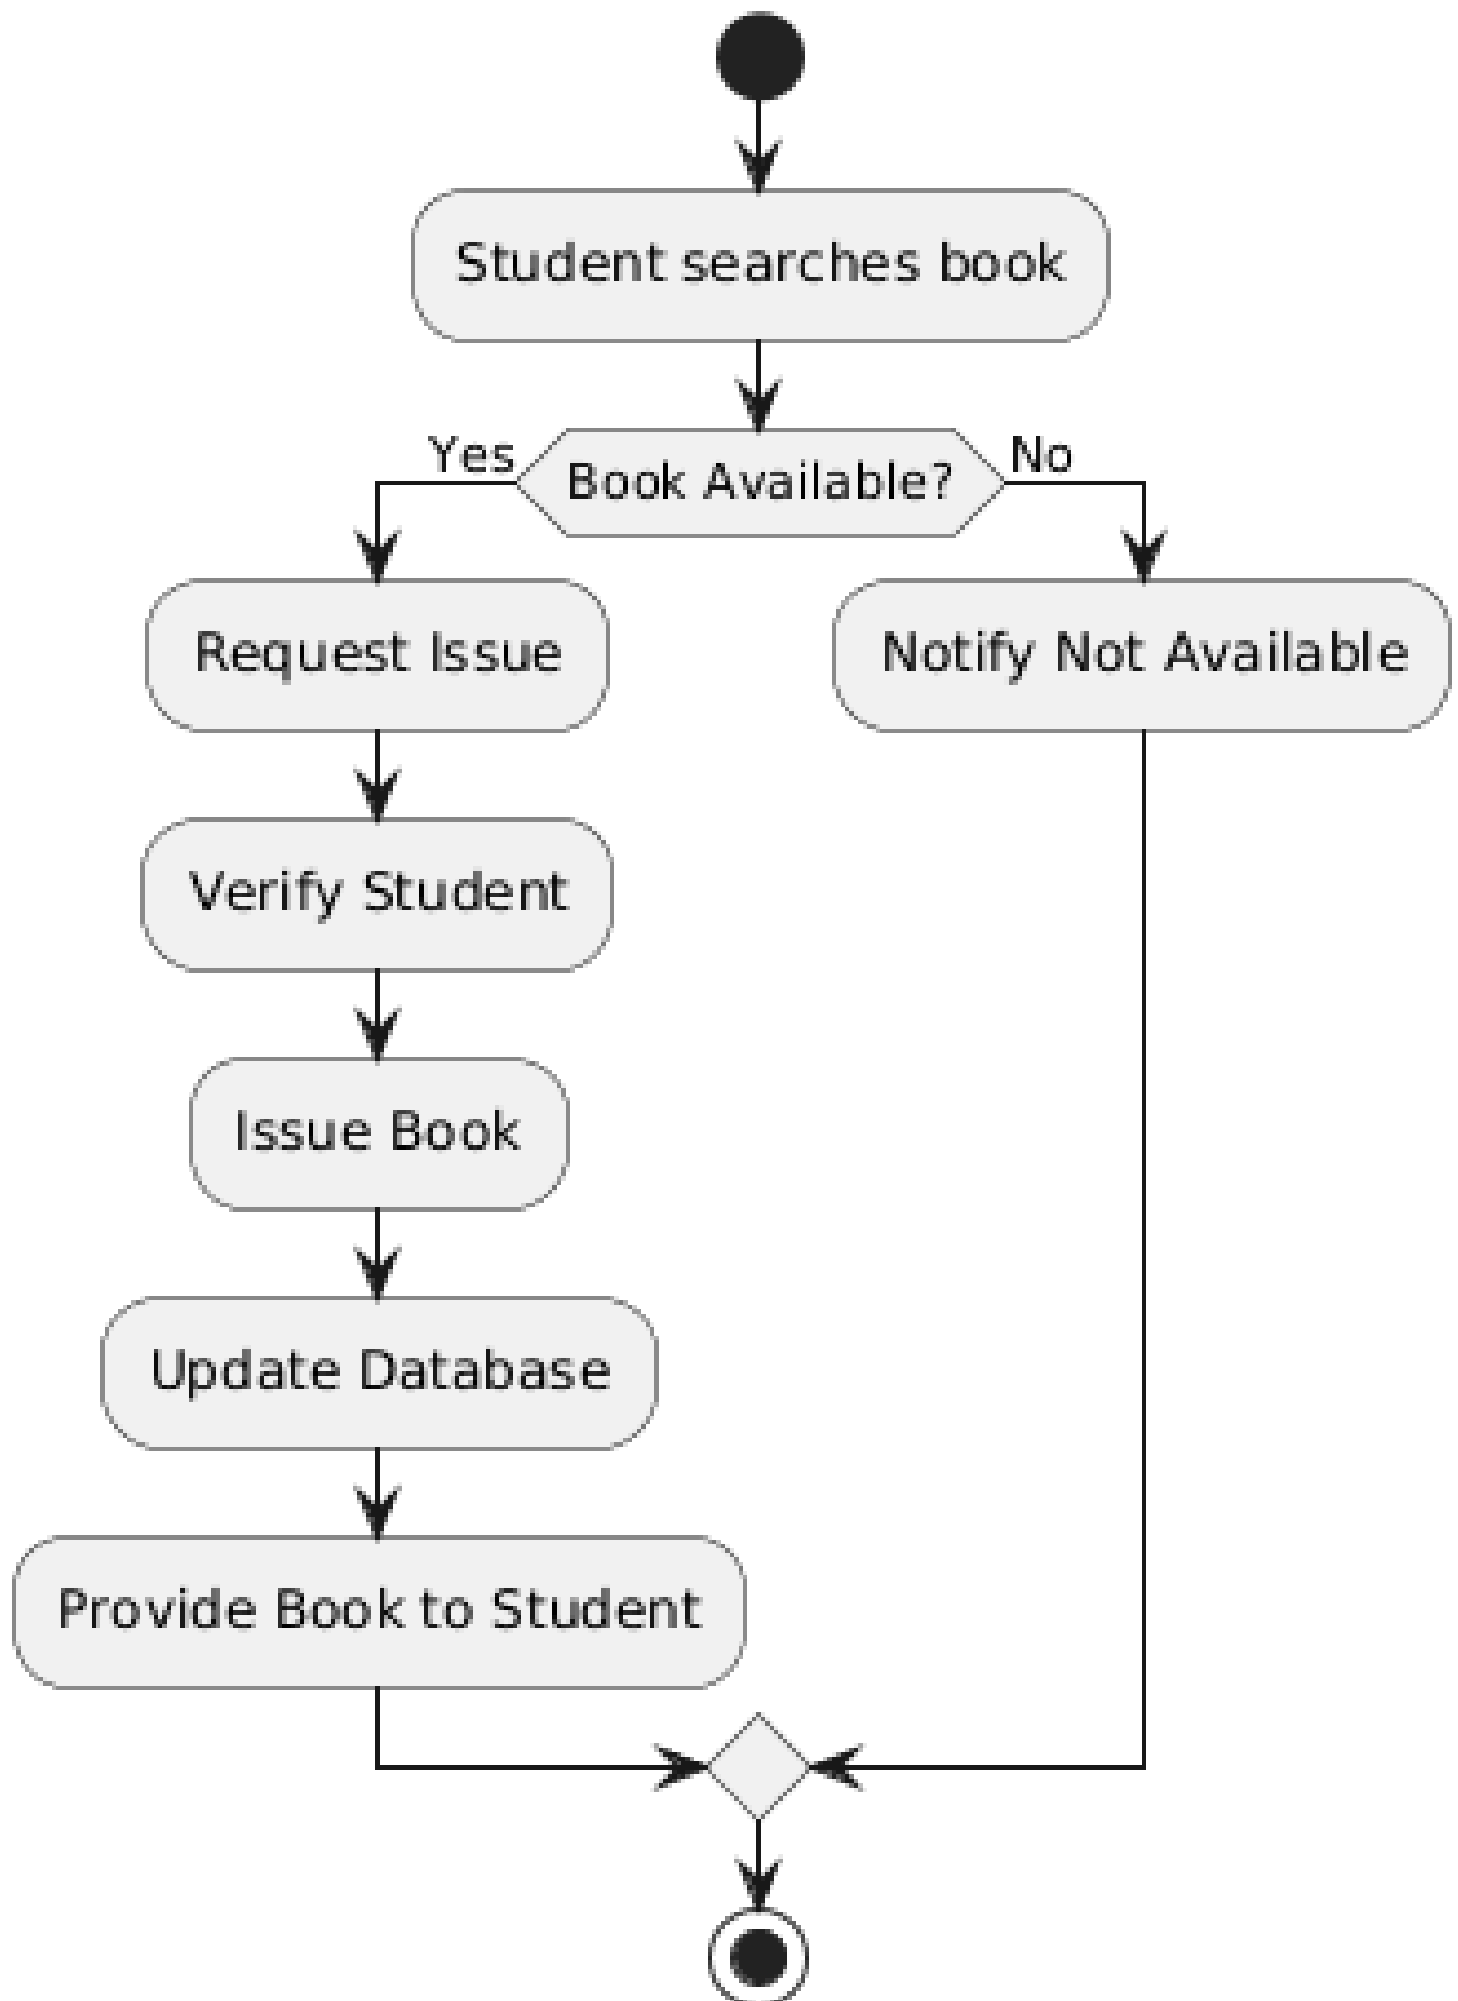 Student searches book
Yes
Book Available?
No
Request Issue
Notify Not Available
Verify Student
Issue Book
Update Database
Provide Book to Student